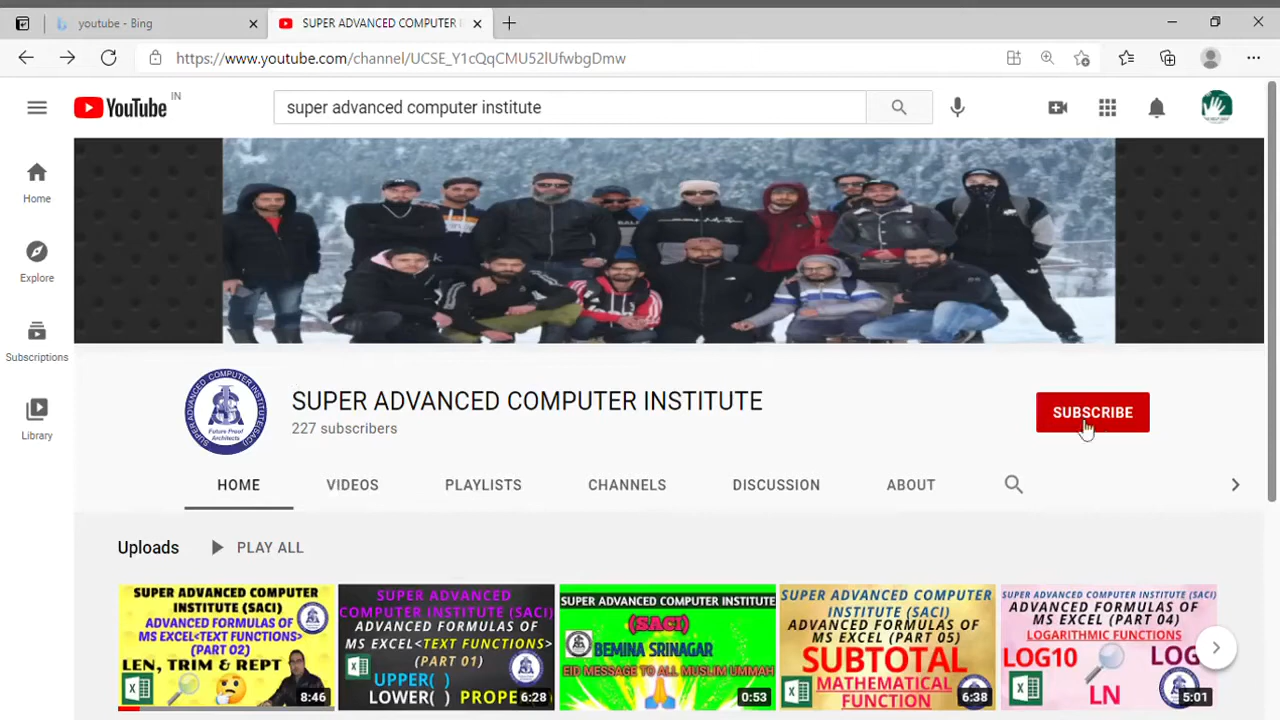 youtube - Bing
SUPER ADVANCED COMPUTER I
https://www.youtube.com/channel/UCSE_Y1cQqCMU52lUfwbgDmw
YouTube IN
super advanced computer institute
Home
Explore
Subscriptions
Library
SUPER ADVANCED COMPUTER INSTITUTE
227 subscribers
SUBSCRIBE
HOME VIDEOS PLAYLISTS CHANNELS DISCUSSION ABOUT
Uploads PLAY ALL
SUPER ADVANCED COMPUTER
INSTITUTE (SACI)
ADVANCED FORMULAS OF
MS EXCEL<TEXT FUNCTIONS>
(PART 02)
LEN, TRIM & REPT
8:46
SUPER ADVANCED
COMPUTER INSTITUTE (SACI)
ADVANCED FORMULAS OF
MS EXCEL<TEXT FUNCTIONS>
(PART 01)
UPPER( )
LOWER( ) PROPE
6:28
SUPER ADVANCED COMPUTER INSTITUTE
(SACI)
BEMINA SRINAGAR
EID MESSAGE TO ALL MUSLIM UMMAH
0:53
SUPER ADVANCED COMPUTER
INSTITUTE (SACI)
ADVANCED FORMULAS OF
MS EXCEL (PART 05)
SUBTOTAL
MATHEMATICAL
FUNCTION
6:38
SUPER ADVANCED COMPUTER INSTITUTE (SACI)
ADVANCED FORMULAS OF
MS EXCEL (PART 04)
LOGARITHMIC FUNCTIONS
LOG10 LOG
LN
5:01